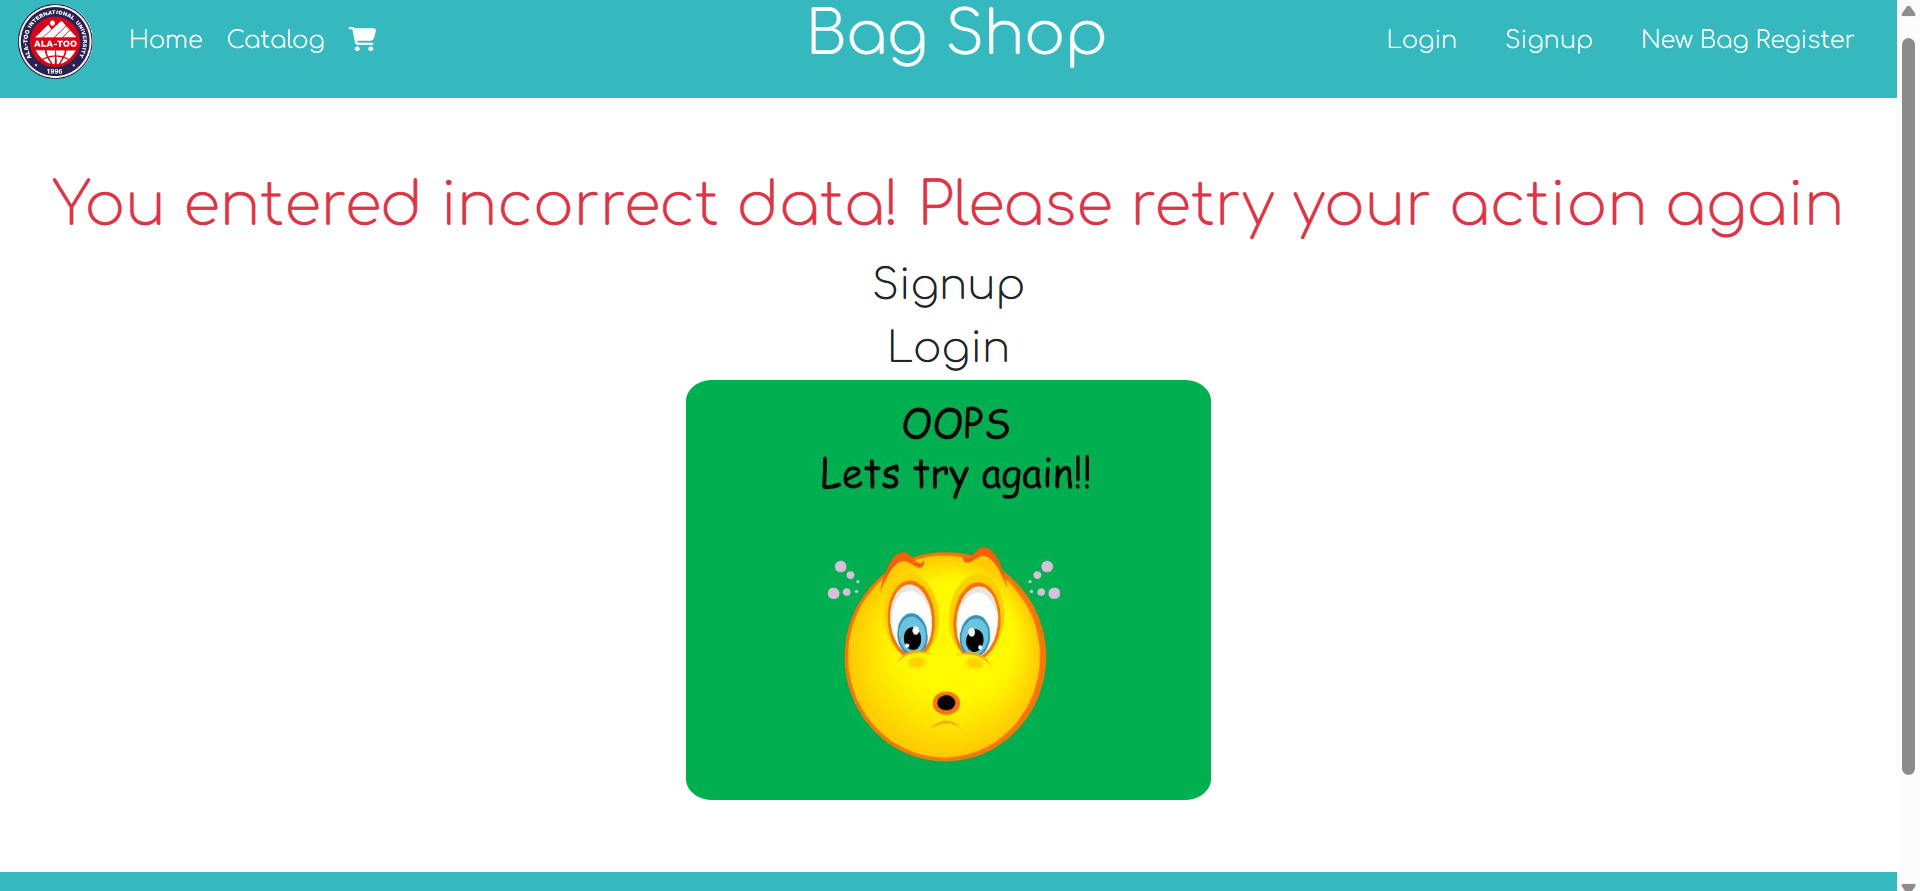 ALA-TOO INTERNATIONAL UNIVERSITY
ALA-TOO
1996
Home
Catalog
Bag Shop
Login
Signup
New Bag Register
You entered incorrect data! Please retry your action again
Signup
Login
OOPS
Lets try again!!